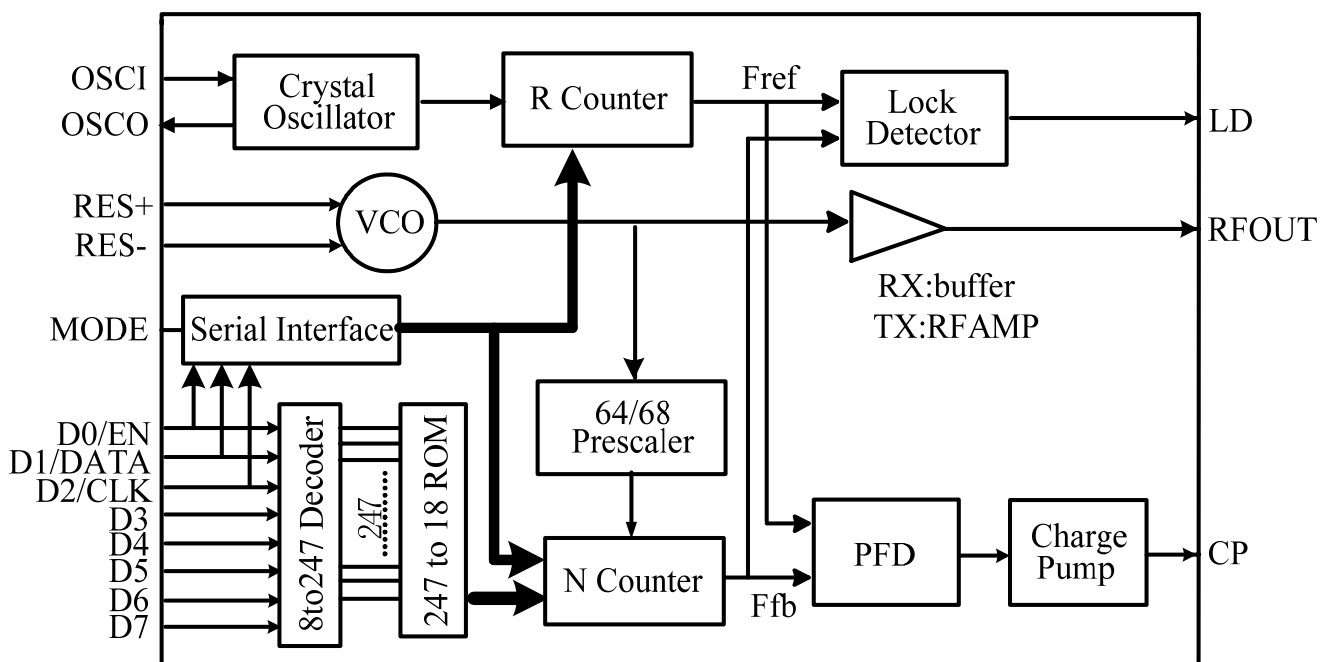 OSCI
OSCO
Crystal
Oscillator
R Counter
Fref
Lock
Detector
LD
RES+
RES-
VCO
RFOUT
RX:buffer
TX:RFAMP
MODE
Serial Interface
64/68
Prescaler
D0/EN
D1/DATA
D2/CLK
D3
D4
D5
D6
D7
8to247 Decoder
247
247 to 18 ROM
N Counter
Ffb
PFD
Charge
Pump
CP